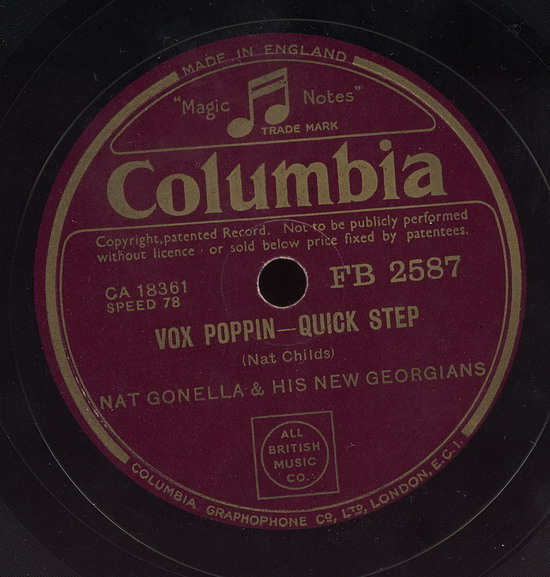 MADE IN ENGLAND
"Magic Notes"
TRADE MARK
Columbia
Copyright, patented Record. Not to be publicly performed
without licence or sold below price fixed by patentees.
CA 18361
FB 2587
SPEED 78
VOX POPPIN—QUICK STEP
(Nat Childs)
NAT GONELLA & HIS NEW GEORGIANS
ALL
BRITISH
MUSIC
CO.
COLUMBIA GRAPHOPHONE CO, LTD, LONDON, E.C.1.